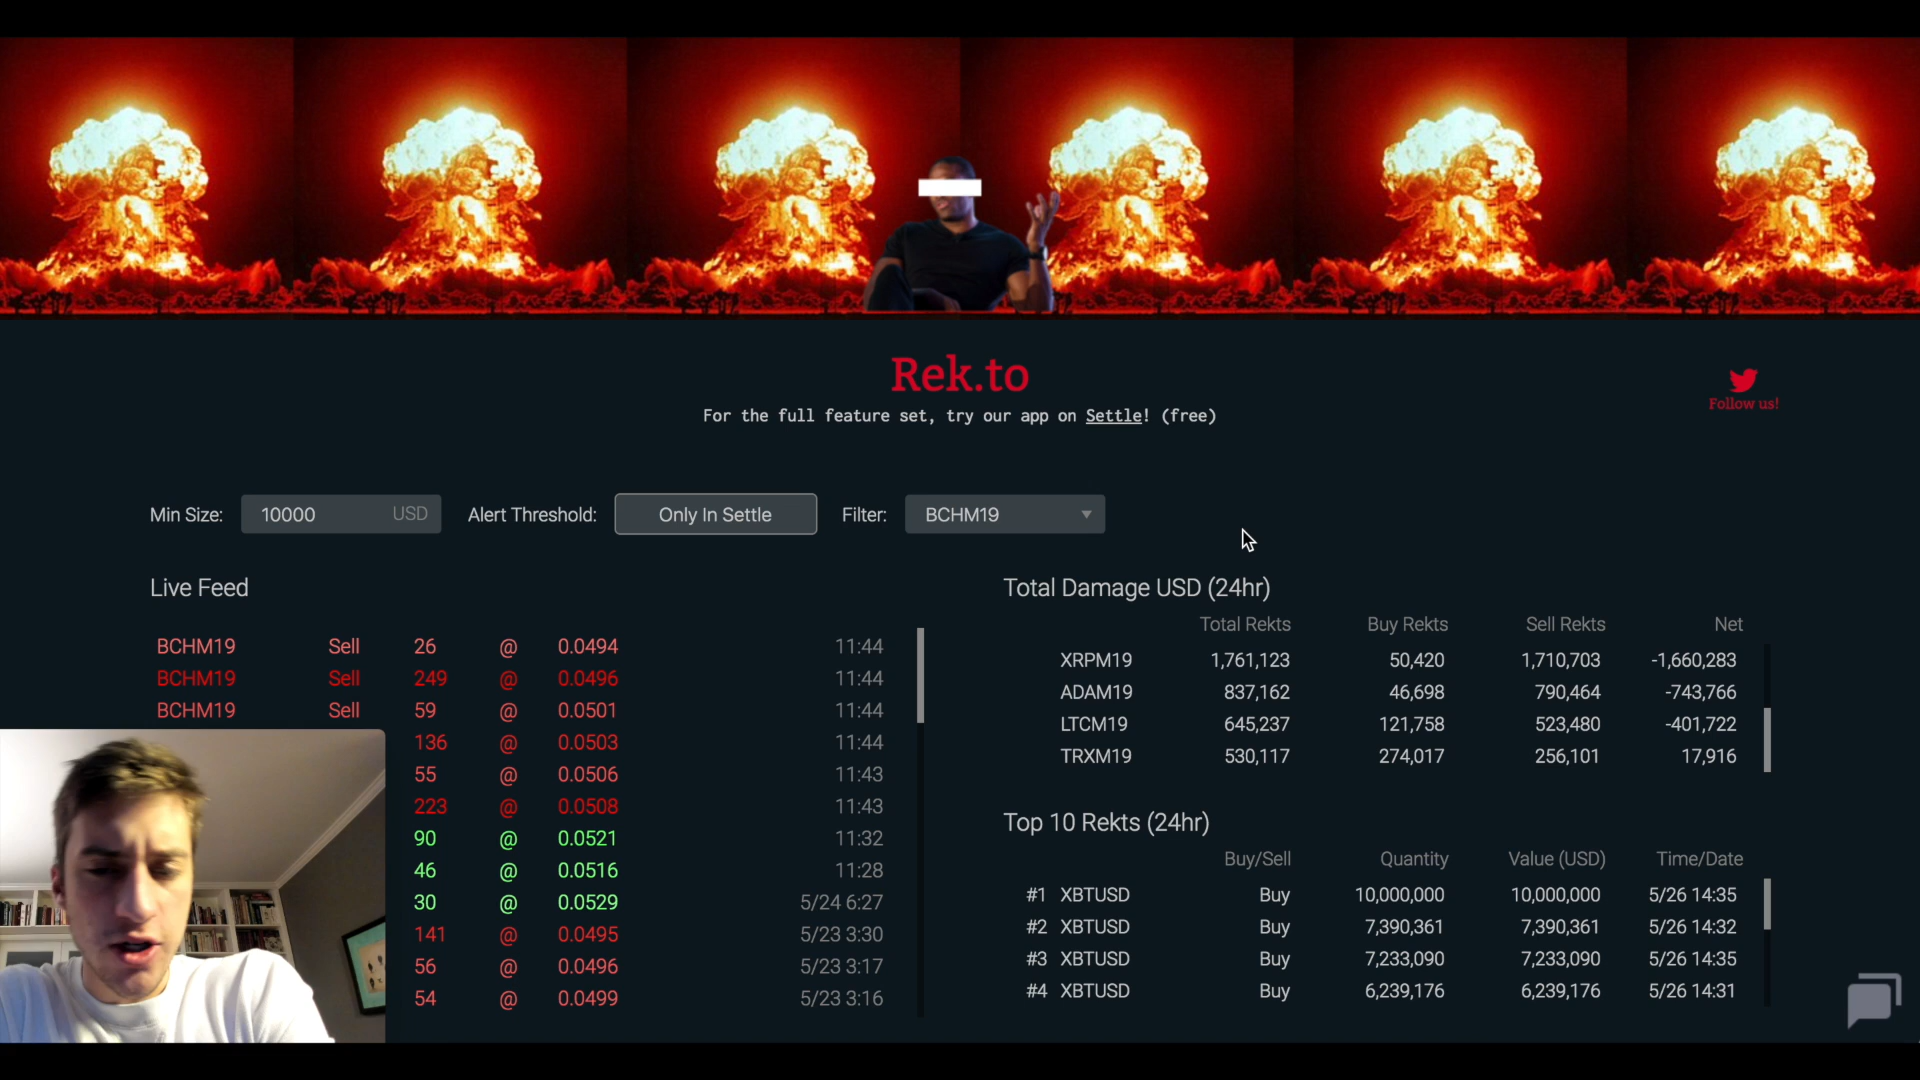 Rek.to
For the full feature set, try our app on Settle! (free)
Follow us!
Min Size: 10000 USD Alert Threshold: Only In Settle Filter: BCHM19
Live Feed
BCHM19 Sell 26 @ 0.0494 11:44
BCHM19 Sell 249 @ 0.0496 11:44
BCHM19 Sell 59 @ 0.0501 11:44
136 @ 0.0503 11:44
55 @ 0.0506 11:43
223 @ 0.0508 11:43
90 @ 0.0521 11:32
46 @ 0.0516 11:28
30 @ 0.0529 5/24 6:27
141 @ 0.0495 5/23 3:30
56 @ 0.0496 5/23 3:17
54 @ 0.0499 5/23 3:16
Total Damage USD (24hr)
Total Rekts Buy Rekts Sell Rekts Net
XRPM19 1,761,123 50,420 1,710,703 -1,660,283
ADAM19 837,162 46,698 790,464 -743,766
LTCM19 645,237 121,758 523,480 -401,722
TRXM19 530,117 274,017 256,101 17,916
Top 10 Rekts (24hr)
Buy/Sell Quantity Value (USD) Time/Date
#1 XBTUSD Buy 10,000,000 10,000,000 5/26 14:35
#2 XBTUSD Buy 7,390,361 7,390,361 5/26 14:32
#3 XBTUSD Buy 7,233,090 7,233,090 5/26 14:35
#4 XBTUSD Buy 6,239,176 6,239,176 5/26 14:31